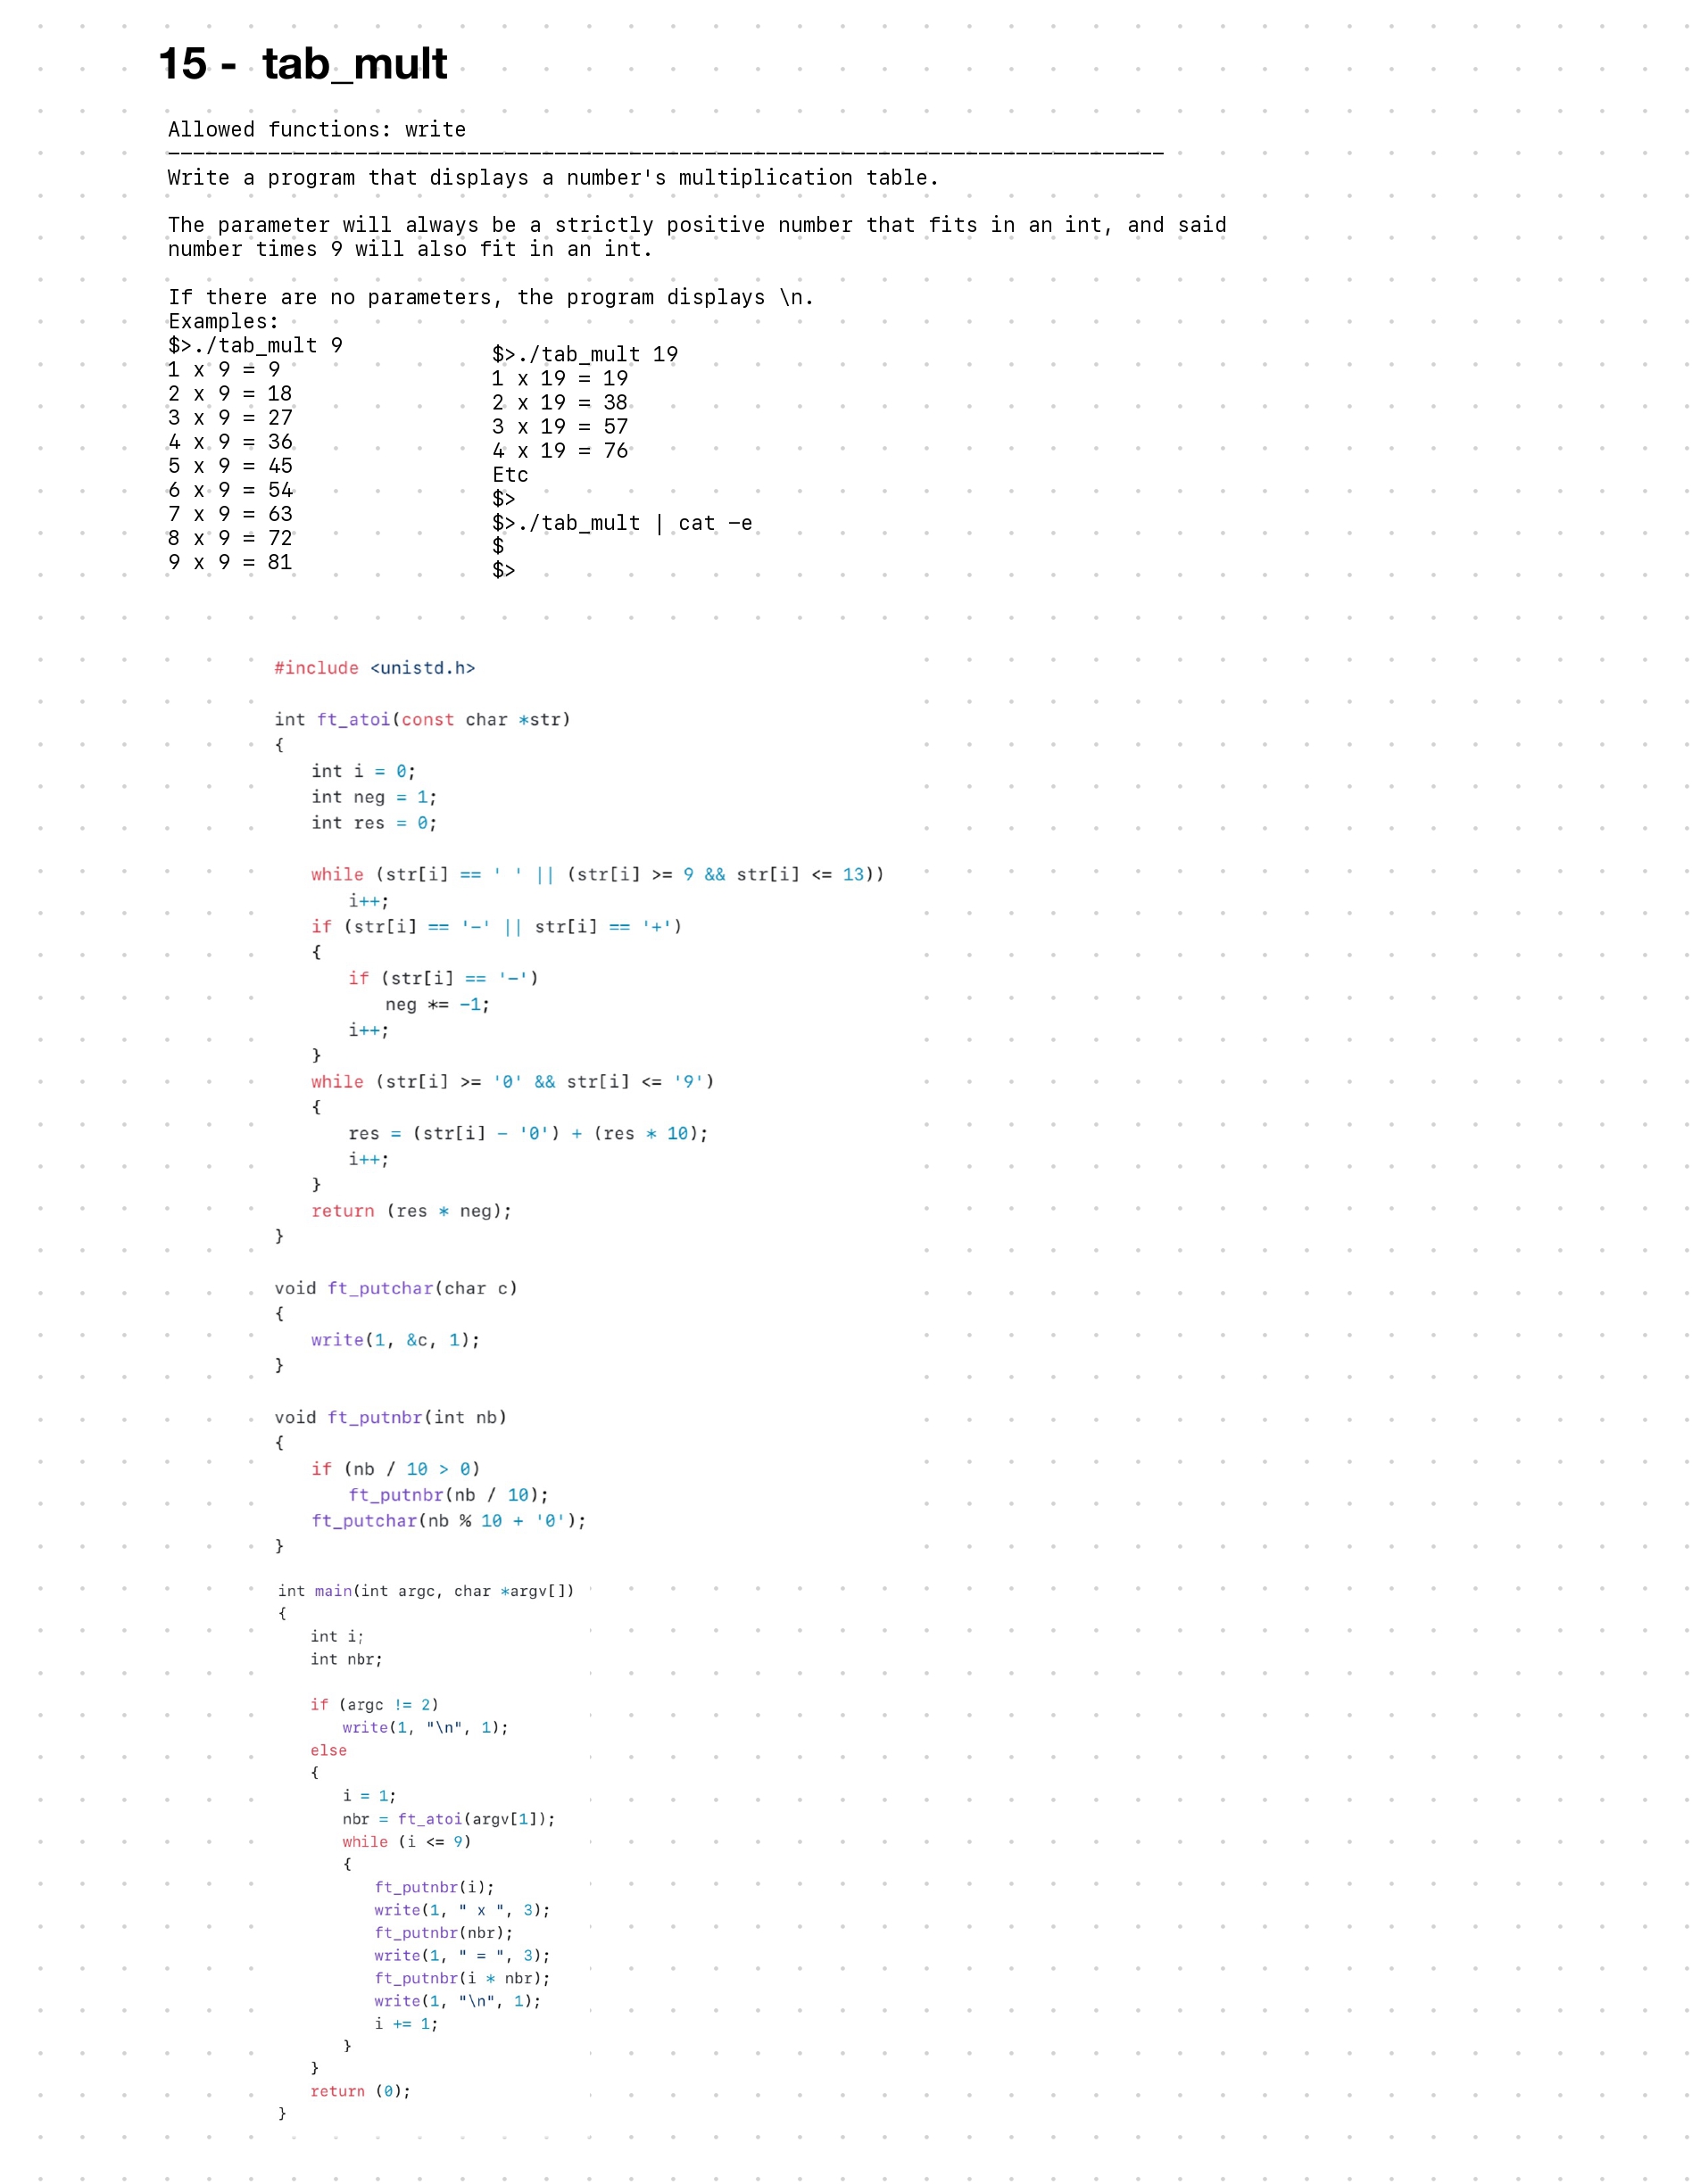 15 - tab_mult
Allowed functions: write
--------------------------------------------------------------------------------
Write a program that displays a number's multiplication table.
The parameter will always be a strictly positive number that fits in an int, and said
number times 9 will also fit in an int.
If there are no parameters, the program displays \n.
Examples:
$>./tab_mult 9
1 x 9 = 9
2 x 9 = 18
3 x 9 = 27
4 x 9 = 36
5 x 9 = 45
6 x 9 = 54
7 x 9 = 63
8 x 9 = 72
9 x 9 = 81
$>./tab_mult 19
1 x 19 = 19
2 x 19 = 38
3 x 19 = 57
4 x 19 = 76
Etc
$>
$>./tab_mult | cat -e
$
$>
#include <unistd.h>
int ft_atoi(const char *str)
{
int i = 0;
int neg = 1;
int res = 0;
while (str[i] == ' ' || (str[i] >= 9 && str[i] <= 13))
i++;
if (str[i] == '-' || str[i] == '+')
{
if (str[i] == '-')
neg *= -1;
i++;
}
while (str[i] >= '0' && str[i] <= '9')
{
res = (str[i] - '0') + (res * 10);
i++;
}
return (res * neg);
}
void ft_putchar(char c)
{
write(1, &c, 1);
}
void ft_putnbr(int nb)
{
if (nb / 10 > 0)
ft_putnbr(nb / 10);
ft_putchar(nb % 10 + '0');
}
int main(int argc, char *argv[])
{
int i;
int nbr;
if (argc != 2)
write(1, "\n", 1);
else
{
i = 1;
nbr = ft_atoi(argv[1]);
while (i <= 9)
{
ft_putnbr(i);
write(1, " x ", 3);
ft_putnbr(nbr);
write(1, " = ", 3);
ft_putnbr(i * nbr);
write(1, "\n", 1);
i += 1;
}
}
return (0);
}